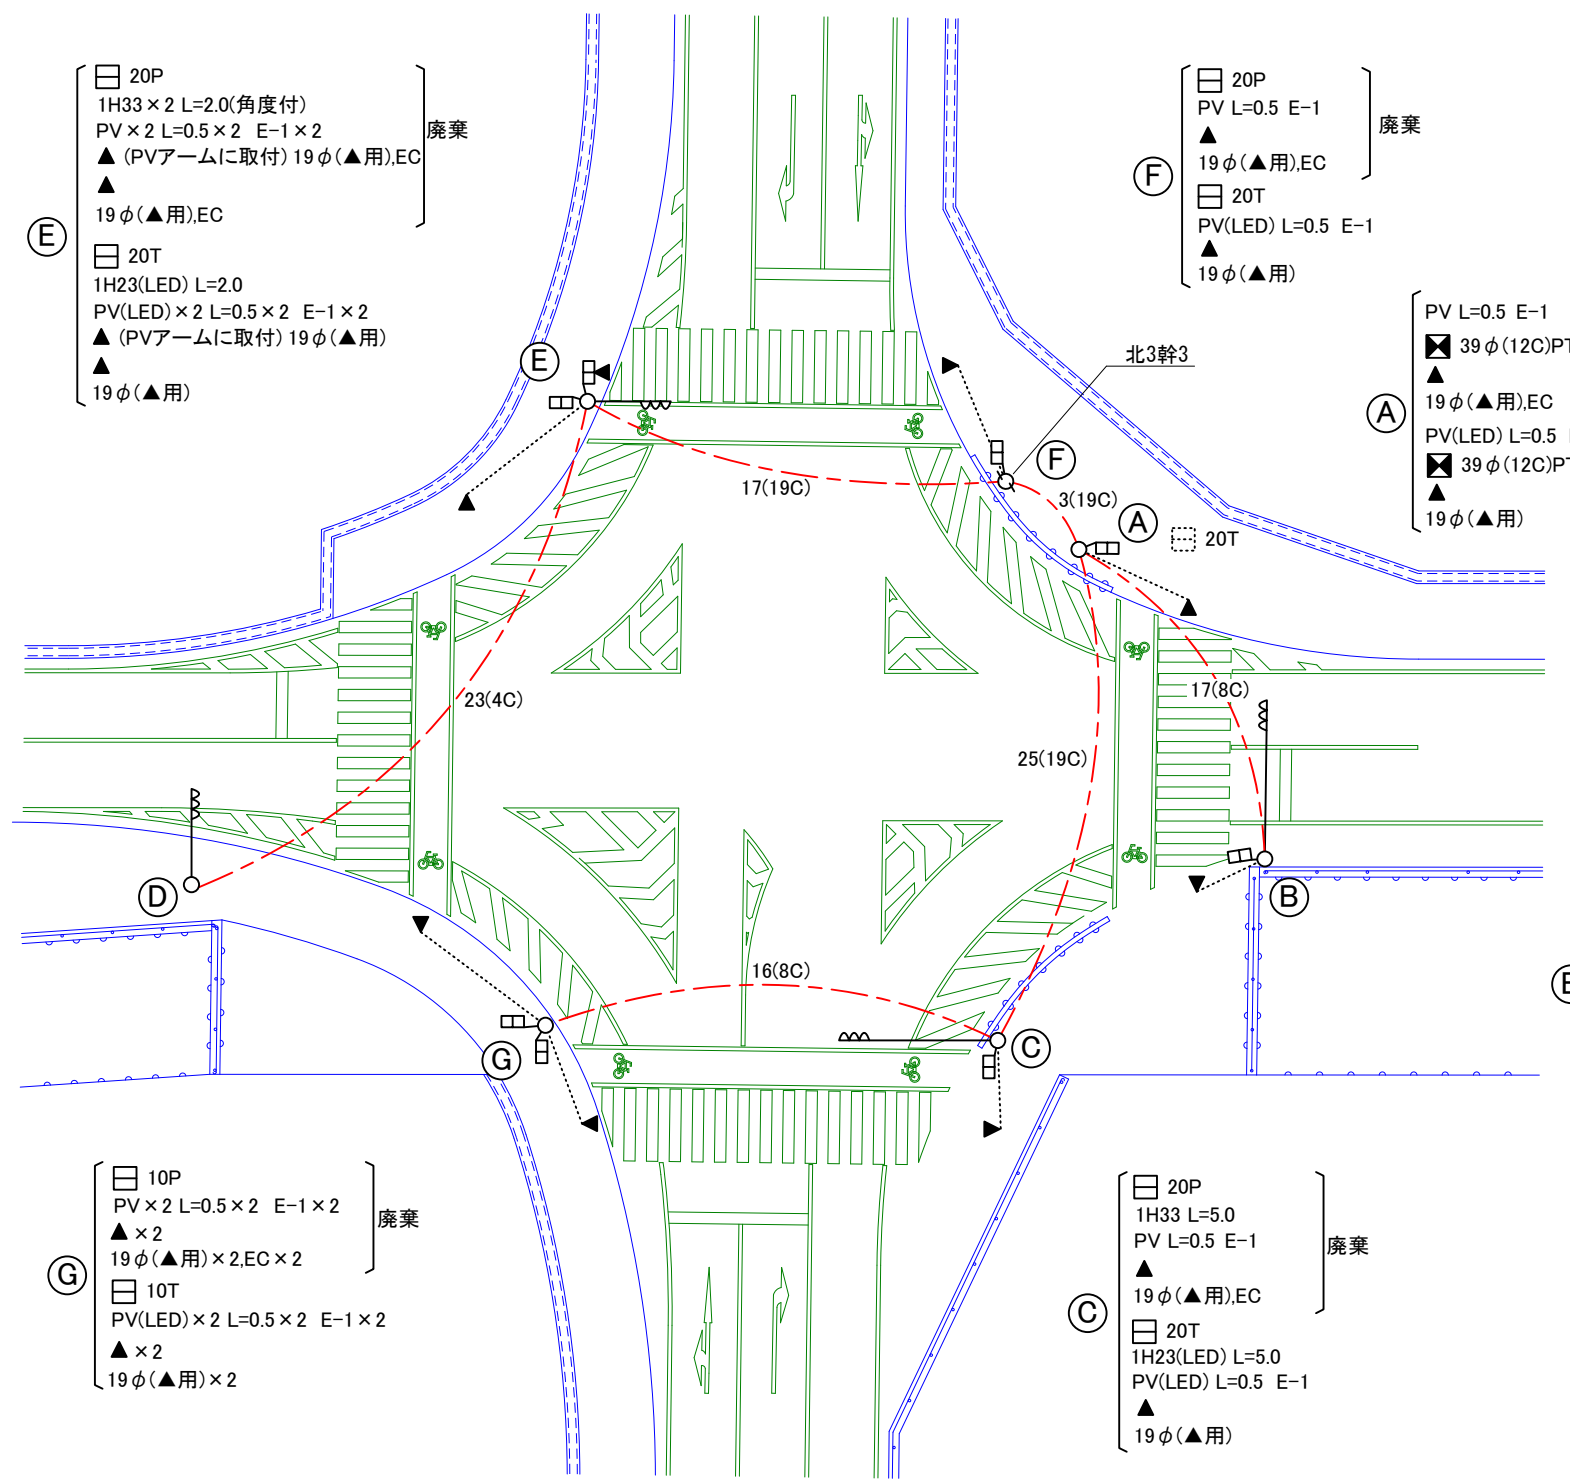 20P
1H33×2 L=2.0(角度付)
PV×2 L=0.5×2 E-1×2
▲ (PVアームに取付) 19φ(▲用),EC
▲
19φ(▲用),EC
廃棄
E
20T
1H23(LED) L=2.0
PV(LED)×2 L=0.5×2 E-1×2
▲ (PVアームに取付) 19φ(▲用)
▲
19φ(▲用)
20P
PV L=0.5 E-1
▲
19φ(▲用),EC
廃棄
F
20T
PV(LED) L=0.5 E-1
▲
19φ(▲用)
PV L=0.5 E-1
39φ(12C)PT
▲
19φ(▲用),EC
A
PV(LED) L=0.5
39φ(12C)PT
▲
19φ(▲用)
E
北3幹3
F
17(19C)
3(19C)
A
20T
23(4C)
17(8C)
25(19C)
D
B
16(8C)
G
C
10P
PV×2 L=0.5×2 E-1×2
▲×2
19φ(▲用)×2,EC×2
廃棄
G
10T
PV(LED)×2 L=0.5×2 E-1×2
▲×2
19φ(▲用)×2
20P
1H33 L=5.0
PV L=0.5 E-1
▲
19φ(▲用),EC
廃棄
C
20T
1H23(LED) L=5.0
PV(LED) L=0.5 E-1
▲
19φ(▲用)